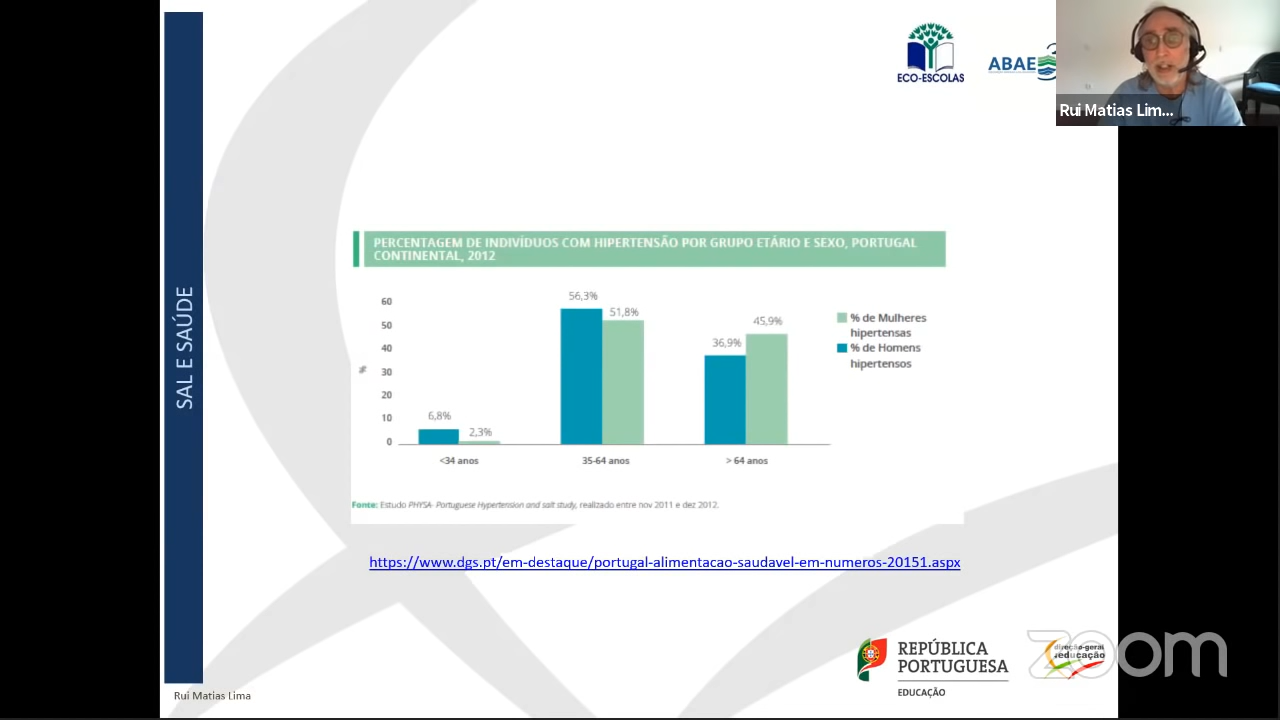 ECO-ESCOLAS
ABAE
Rui Matias Lim...
SAL E SAÚDE
PERCENTAGEM DE INDIVÍDUOS COM HIPERTENSÃO POR GRUPO ETÁRIO E SEXO, PORTUGAL
CONTINENTAL, 2012
60
50
40
30
20
10
0
%
56,3%
51,8%
45,9%
36,9%
6,8%
2,3%
<34 anos
35-64 anos
> 64 anos
% de Mulheres
hipertensas
% de Homens
hipertensos
Fonte: Estudo PHYSA- Portuguese Hypertension and salt study, realizado entre nov 2011 e dez 2012.
https://www.dgs.pt/em-destaque/portugal-alimentacao-saudavel-em-numeros-20151.aspx
REPÚBLICA
PORTUGUESA
EDUCAÇÃO
direção-geral
educação
zoom
Rui Matias Lima